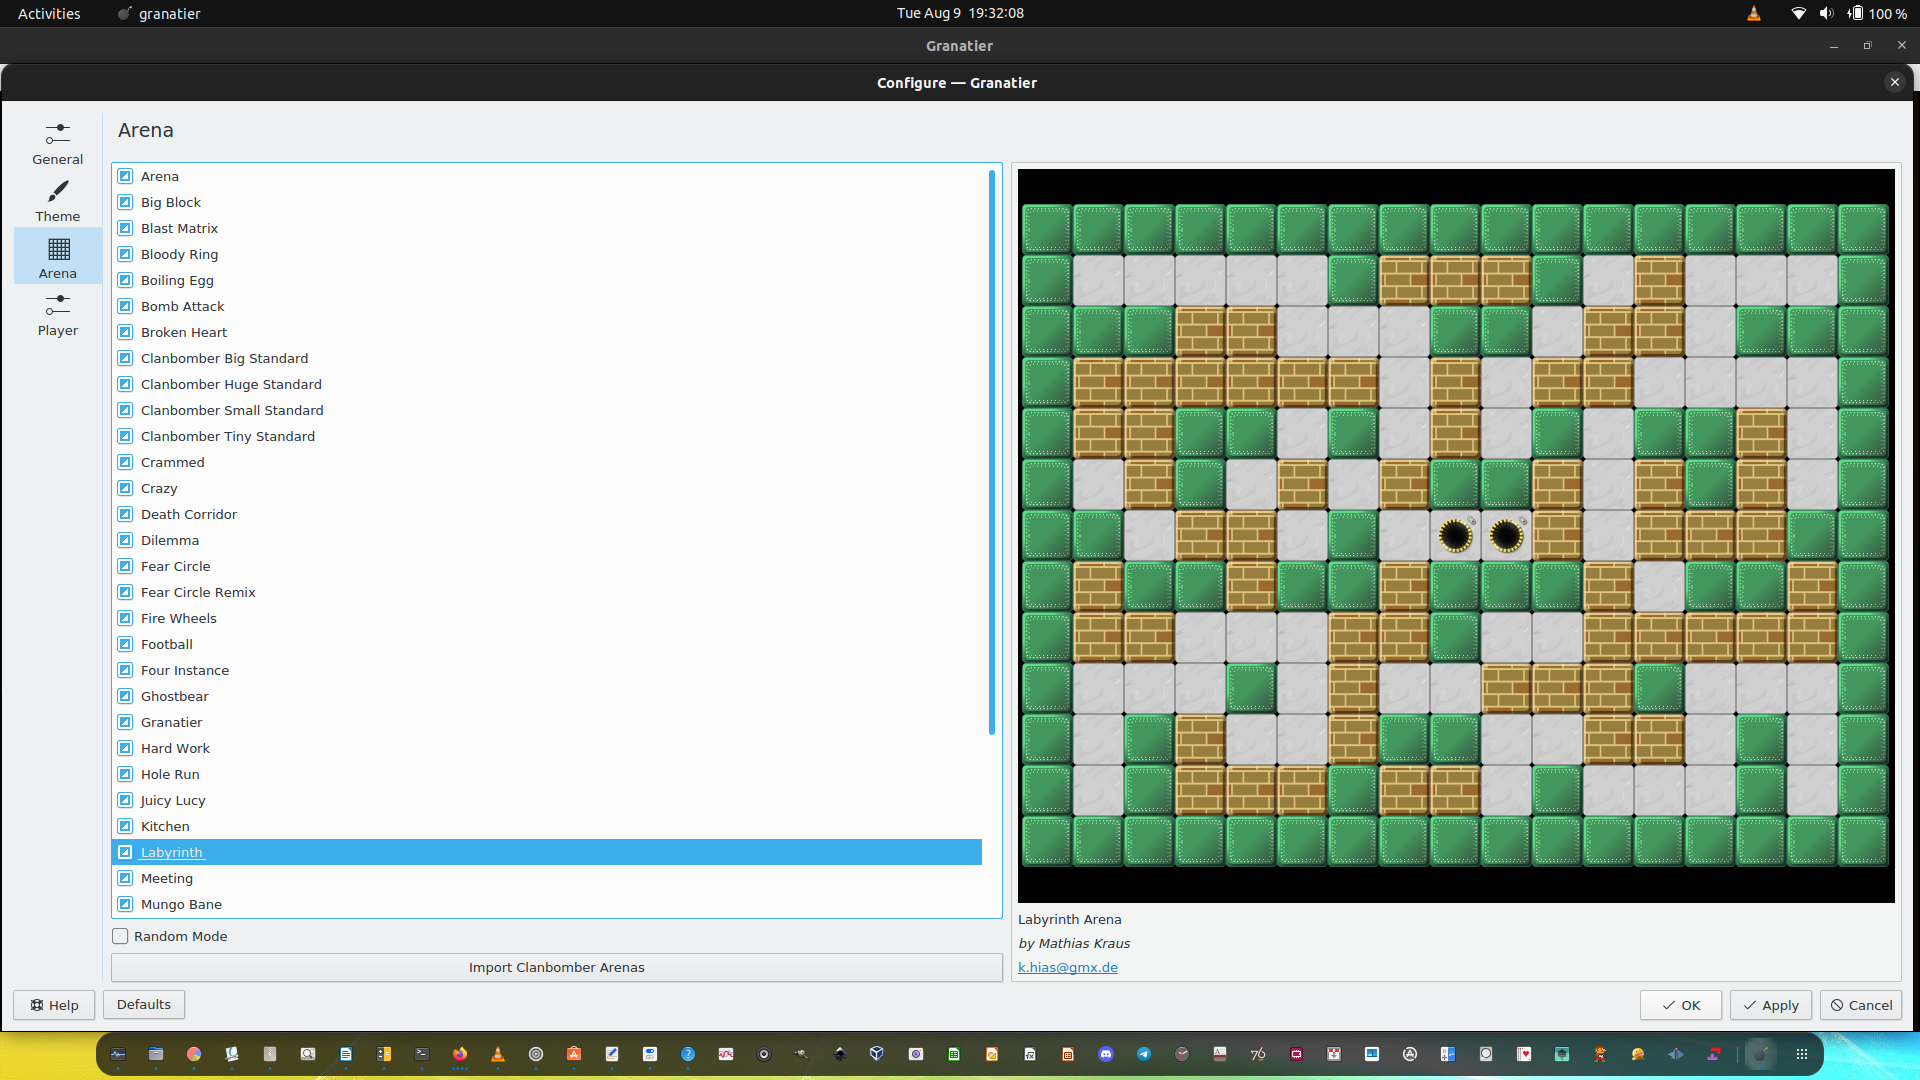 Activities granatier Tue Aug 9 19:32:08 100 %
Granatier
Configure — Granatier
General
Theme
Arena
Player
Arena
Arena
Big Block
Blast Matrix
Bloody Ring
Boiling Egg
Bomb Attack
Broken Heart
Clanbomber Big Standard
Clanbomber Huge Standard
Clanbomber Small Standard
Clanbomber Tiny Standard
Crammed
Crazy
Death Corridor
Dilemma
Fear Circle
Fear Circle Remix
Fire Wheels
Football
Four Instance
Ghostbear
Granatier
Hard Work
Hole Run
Juicy Lucy
Kitchen
Labyrinth
Meeting
Mungo Bane
Random Mode
Import Clanbomber Arenas
Labyrinth Arena
by Mathias Kraus
k.hias@gmx.de
Help Defaults OK Apply Cancel